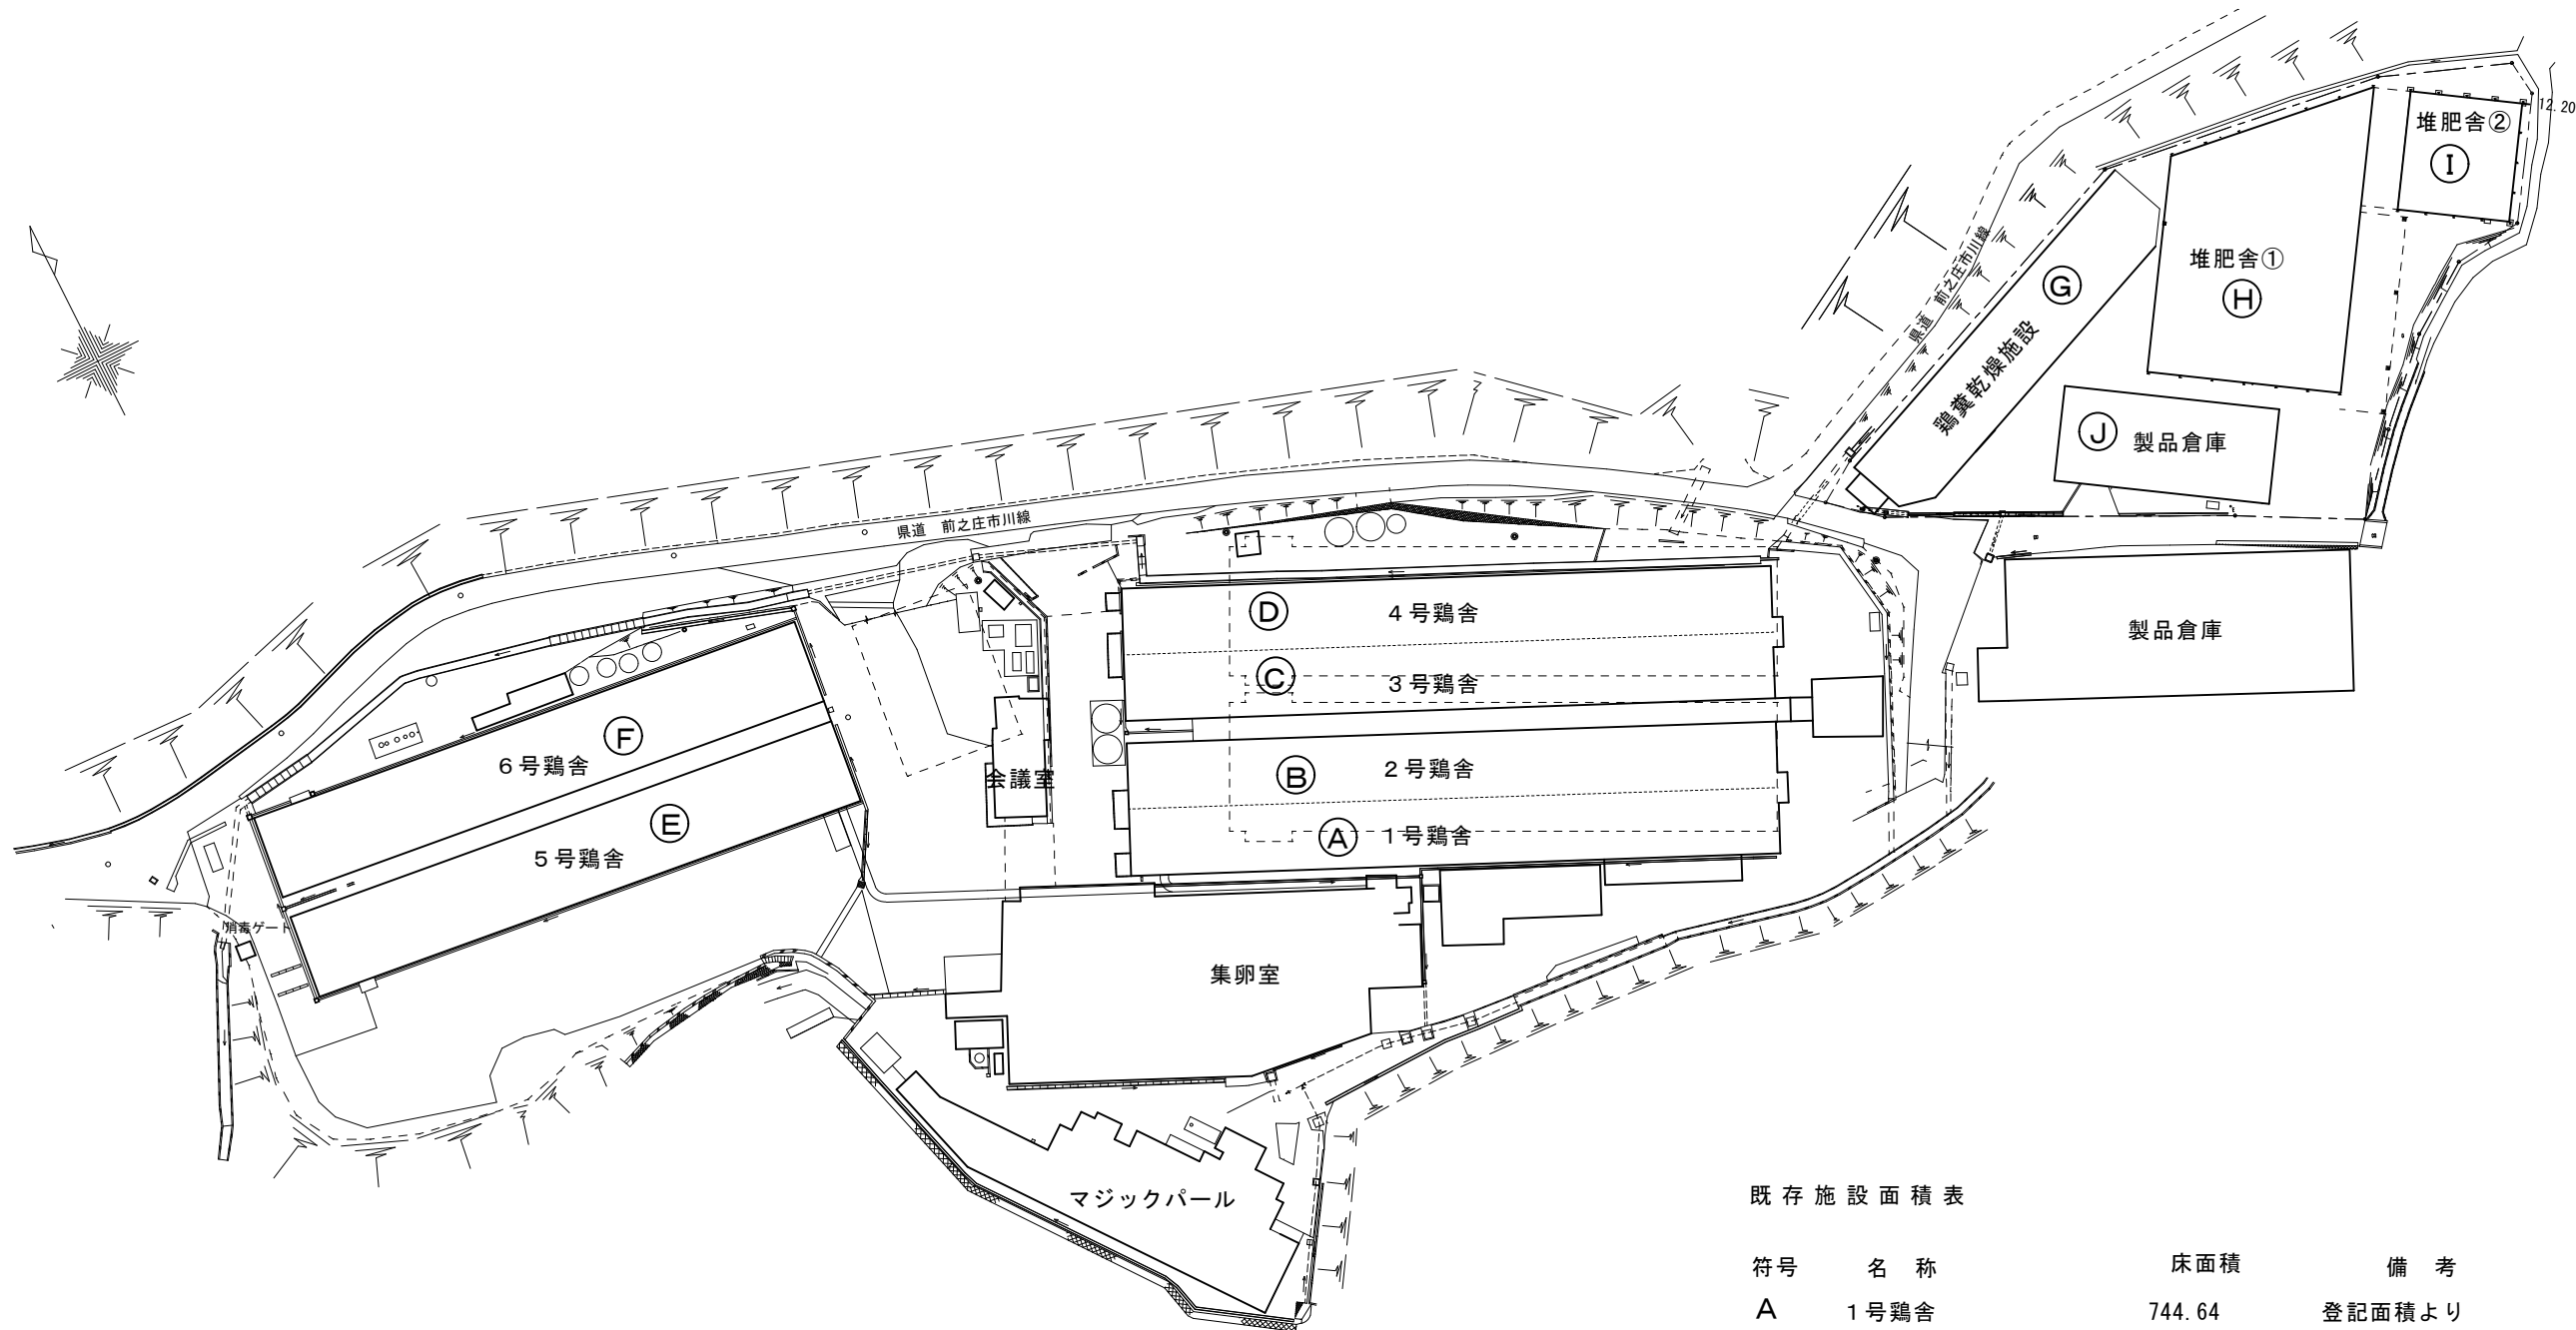 12.20
堆肥舎②
I
堆肥舎①
H
県道 前之庄市川線
G
鶏糞乾燥施設
J 製品倉庫
県道 前之庄市川線
D 4号鶏舎
C 3号鶏舎
製品倉庫
F
6号鶏舎
B 2号鶏舎
会議室
E
5号鶏舎
A 1号鶏舎
消毒ゲート
集卵室
マジックパール
既存施設面積表
符号 名 称 床面積 備 考
A 1号鶏舎 744.64 登記面積より